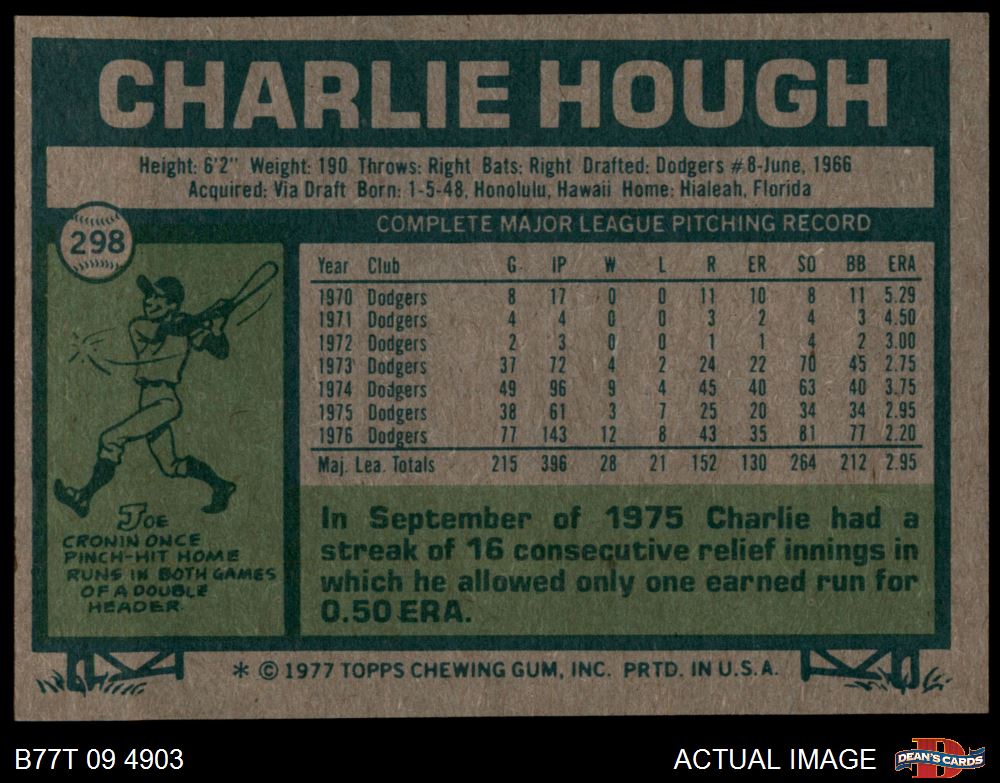 CHARLIE HOUGH
Height: 6'2" Weight: 190 Throws: Right Bats: Right Drafted: Dodgers #8-June, 1966
Acquired: Via Draft Born: 1-5-48, Honolulu, Hawaii Home: Hialeah, Florida
298
COMPLETE MAJOR LEAGUE PITCHING RECORD
Year Club G IP W L R ER SO BB ERA
1970 Dodgers 8 17 0 0 11 10 8 11 5.29
1971 Dodgers 4 4 0 0 3 2 4 3 4.50
1972 Dodgers 2 3 0 0 1 1 4 2 3.00
1973 Dodgers 37 72 4 2 24 22 70 45 2.75
1974 Dodgers 49 96 9 4 45 40 63 40 3.75
1975 Dodgers 38 61 3 7 25 20 34 34 2.95
1976 Dodgers 77 143 12 8 43 35 81 77 2.20
Maj. Lea. Totals 215 396 28 21 152 130 264 212 2.95
JOE
CRONIN ONCE
PINCH-HIT HOME
RUNS IN BOTH GAMES
OF A DOUBLE
HEADER.
In September of 1975 Charlie had a
streak of 16 consecutive relief innings in
which he allowed only one earned run for
0.50 ERA.
* © 1977 TOPPS CHEWING GUM, INC. PRTD. IN U.S.A.
B77T 09 4903
ACTUAL IMAGE
D
DEAN'S CARDS